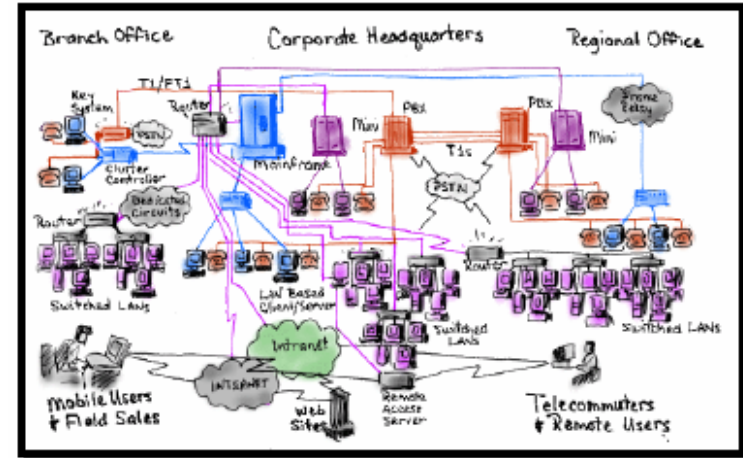 Branch Office
Corporate Headquarters
Regional Office
T1/FT1
Key
System
Router
PBX
PBX
Frame
Relay
PSTN
Mini
Mini
T1s
Cluster
Controller
Mainframe
PSTN
Dedicated
Circuits
Router
Router
LAN Based
Client/Server
Switched LANs
Switched
LANs
Switched LANs
Intranet
INTERNET
Mobile Users
& Field Sales
Web
Sites
Remote
Access
Server
Telecommuters
& Remote Users